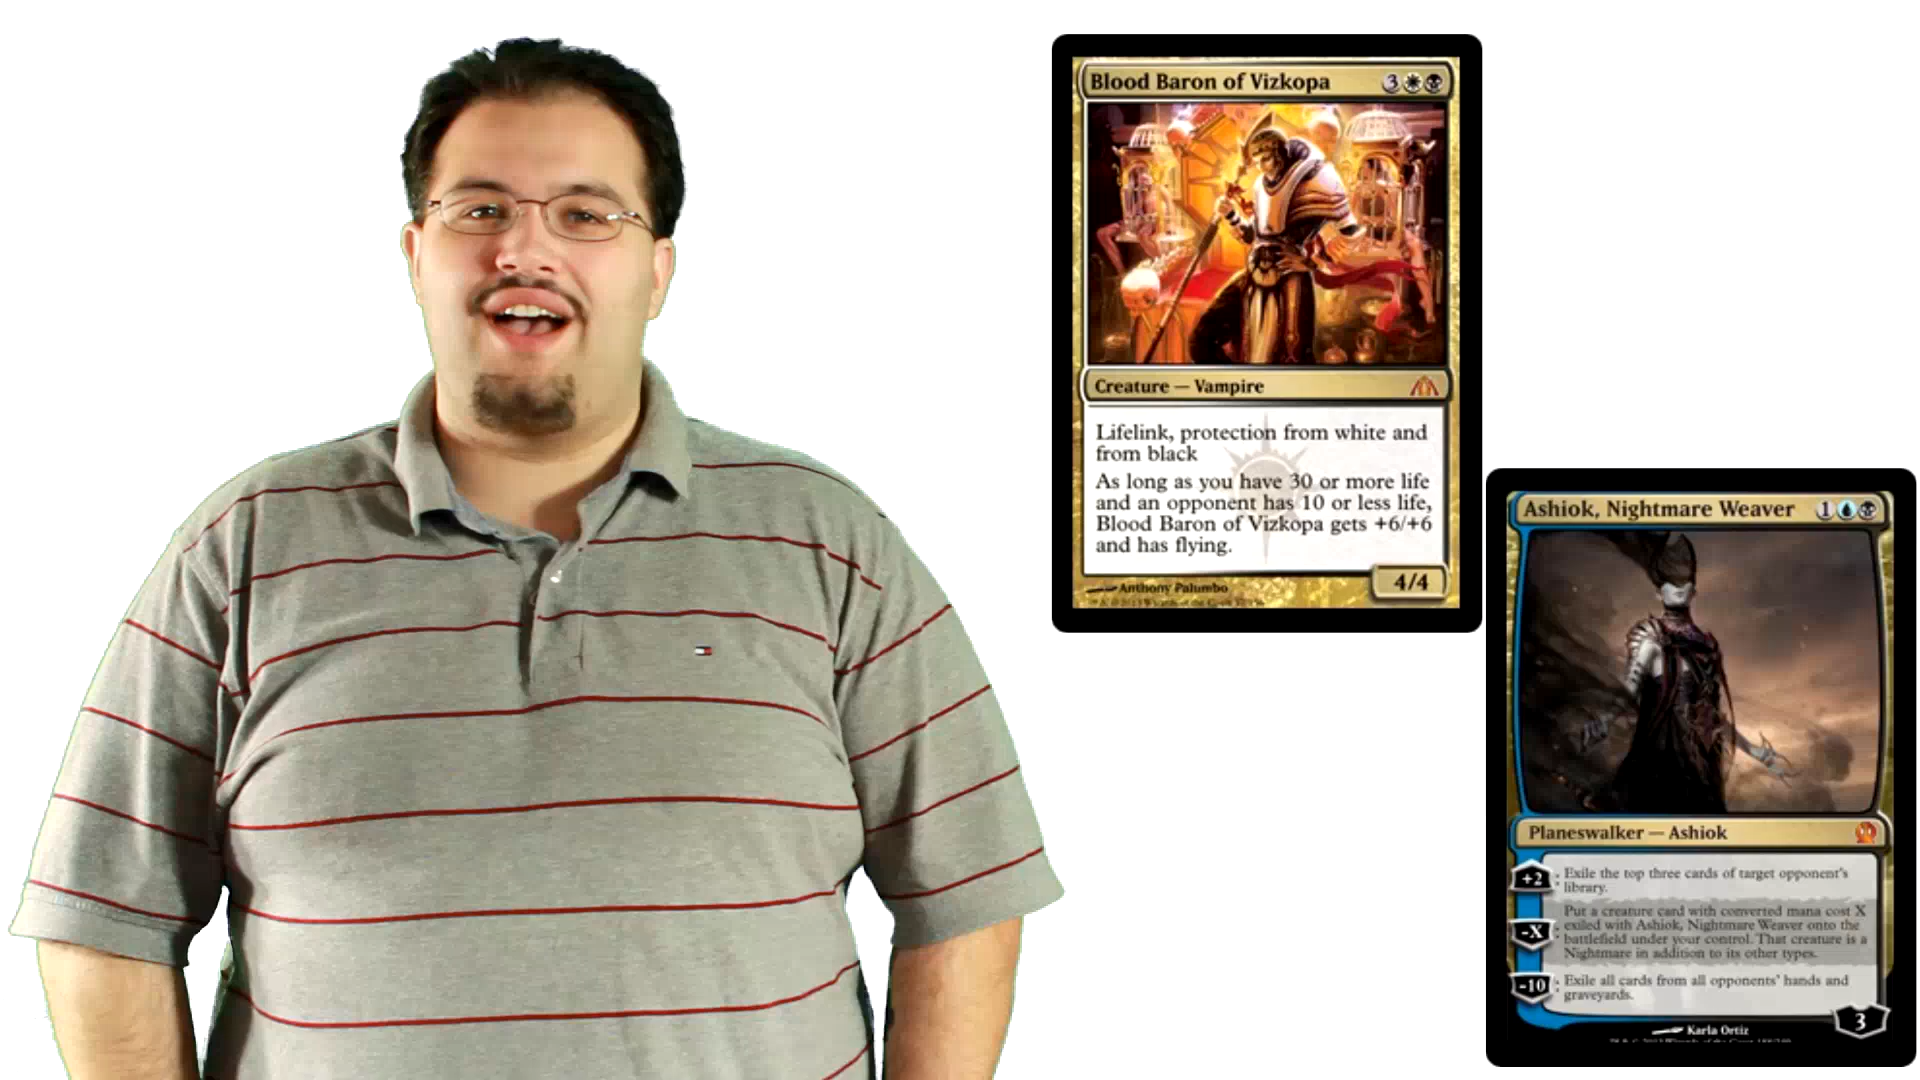 Blood Baron of Vizkopa 3
Creature — Vampire
Lifelink, protection from white and
from black
As long as you have 30 or more life
and an opponent has 10 or less life,
Blood Baron of Vizkopa gets +6/+6
and has flying.
4/4
Anthony Palumbo
Ashiok, Nightmare Weaver 1
Planeswalker — Ashiok
+2: Exile the top three cards of target opponent's
library.
Put a creature card with converted mana cost X
-X: exiled with Ashiok, Nightmare Weaver onto the
battlefield under your control. That creature is a
Nightmare in addition to its other types.
-10: Exile all cards from all opponents' hands and
graveyards.
3
Karla Ortiz